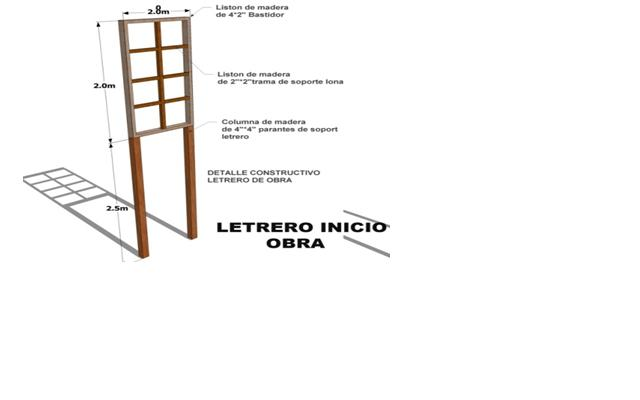 2.0m
Liston de madera
de 4*2" Bastidor
2.0m
Liston de madera
de 2"*2"trama de soporte lona
Columna de madera
de 4"*4" parantes de soport
letrero
DETALLE CONSTRUCTIVO
LETRERO DE OBRA
2.5m
LETRERO INICIO
OBRA